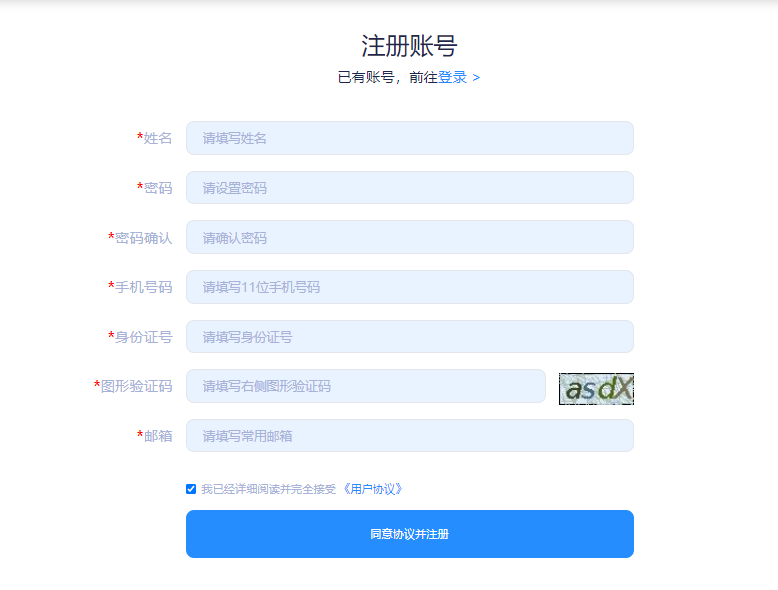 注册账号
已有账号，前往登录 >
*姓名 请填写姓名
*密码 请设置密码
*密码确认 请确认密码
*手机号码 请填写11位手机号码
*身份证号 请填写身份证号
*图形验证码 请填写右侧图形验证码 asdX
*邮箱 请填写常用邮箱
我已经详细阅读并完全接受《用户协议》
同意协议并注册